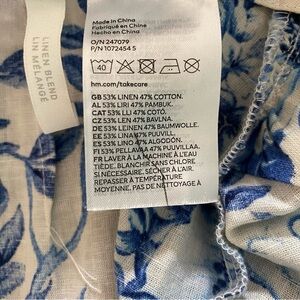 LINEN BLEND
LIN MÉLANGÉ
Made in China
Fabriqué en Chine
Hecho en China
O/N 247079
P/N 1072454 5
40
hm.com/takecare
GB 53% LINEN 47% COTTON.
AL 53% LIRI 47% PAMBUK.
CAT 53% LLI 47% COTÓ.
CZ 53% LEN 47% BAVLNA.
DE 53% LEINEN 47% BAUMWOLLE.
EE 53% LINA 47% PUUVILL.
ES 53% LINO 47% ALGODÓN.
FI 53% PELLAVAA 47% PUUVILLAA.
FR LAVER À LA MACHINE À L'EAU
TIÈDE. BLANCHIR SANS CHLORE
SI NÉCESSAIRE. SÉCHER À L'AIR
REPASSER À TEMPÉRATURE
MOYENNE. PAS DE NETTOYAGE À